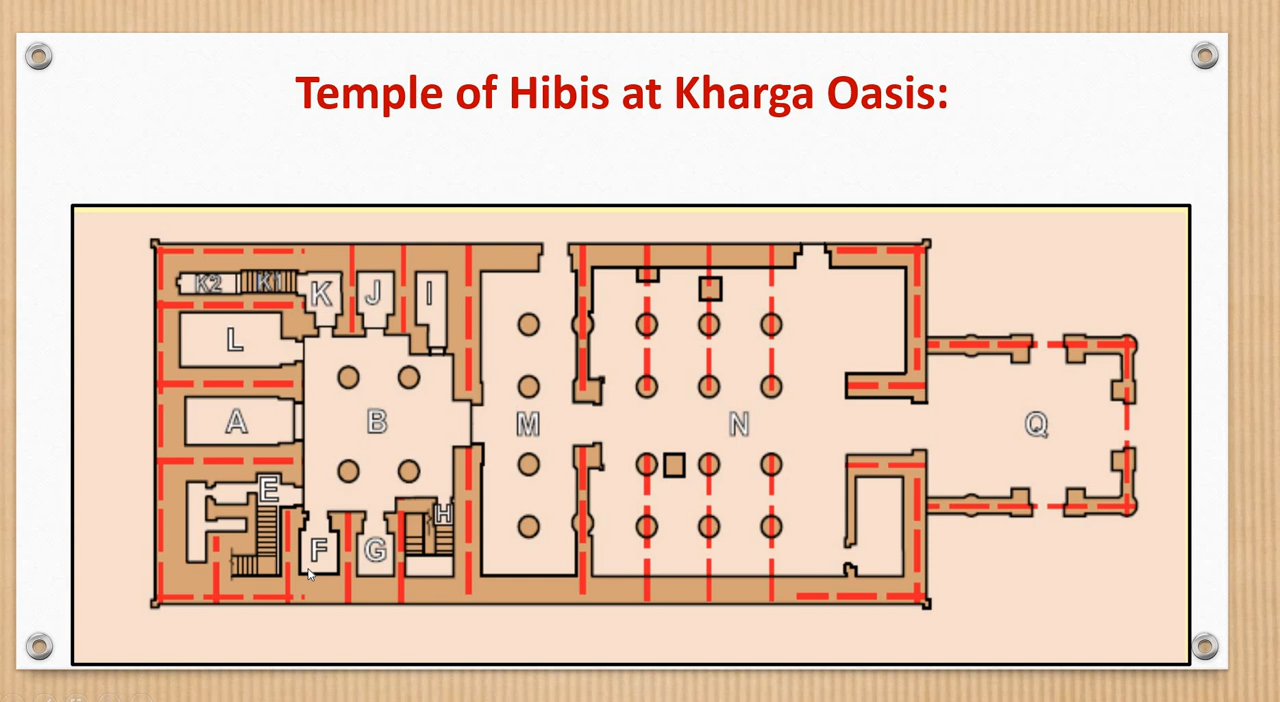 Temple of Hibis at Kharga Oasis:
K2 K1 K J I
L
A B M N Q
E H
F G